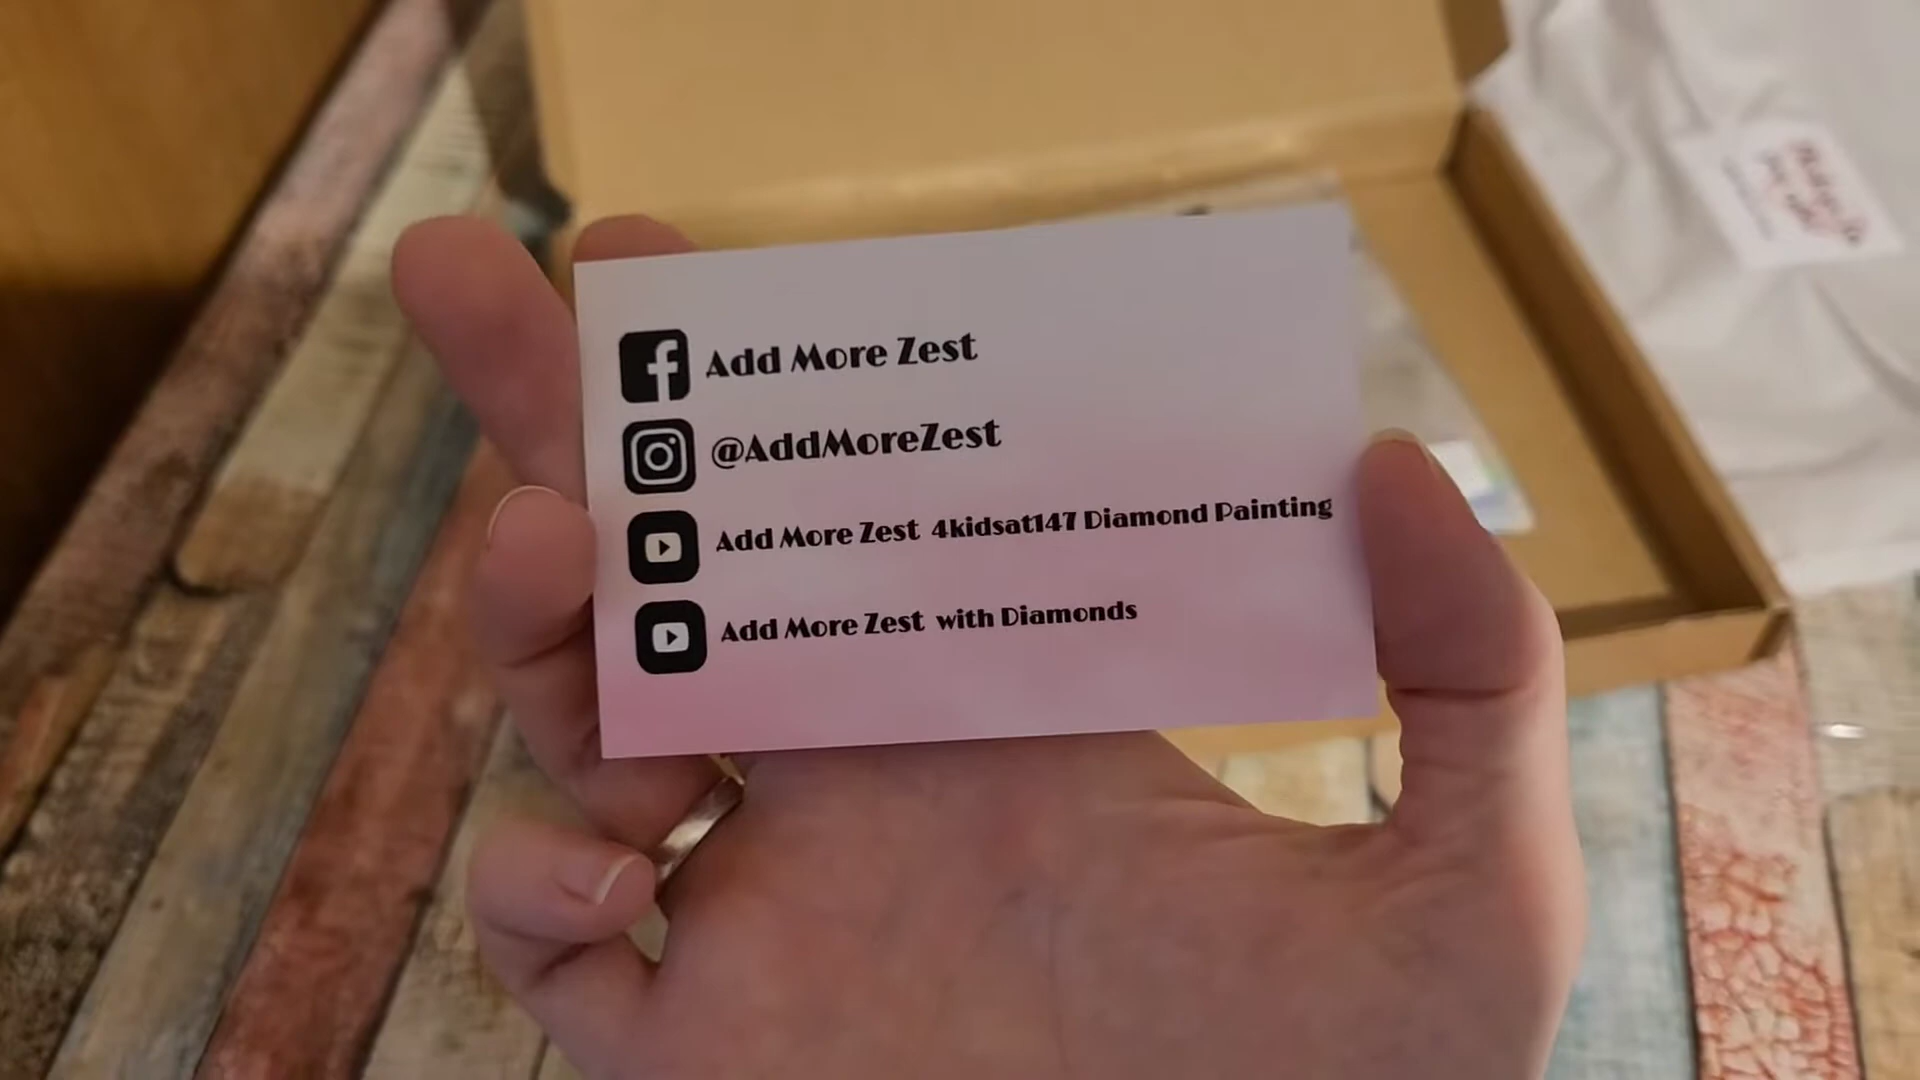 Add More Zest
@AddMoreZest
Add More Zest 4kidsat147 Diamond Painting
Add More Zest with Diamonds